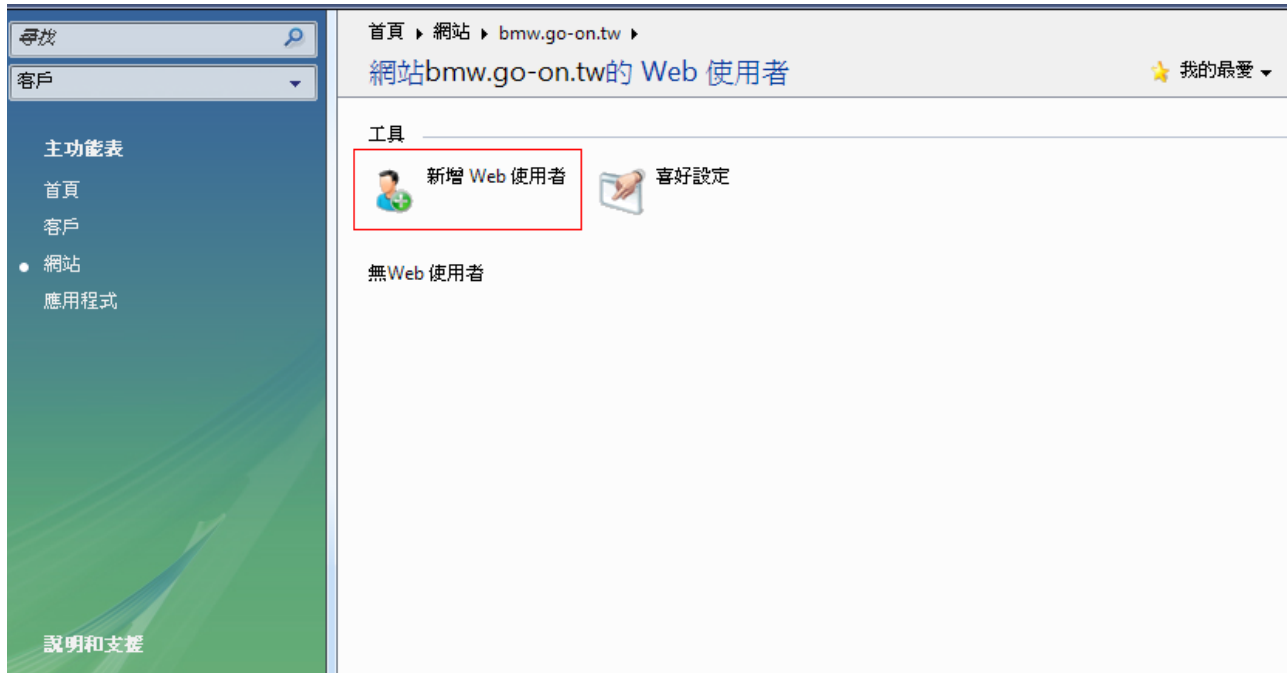 尋找
客戶
主功能表
首頁
客戶
網站
應用程式
說明和支援
首頁 ▸ 網站 ▸ bmw.go-on.tw ▸
網站bmw.go-on.tw的 Web 使用者
我的最愛
工具
新增 Web 使用者
喜好設定
無Web 使用者